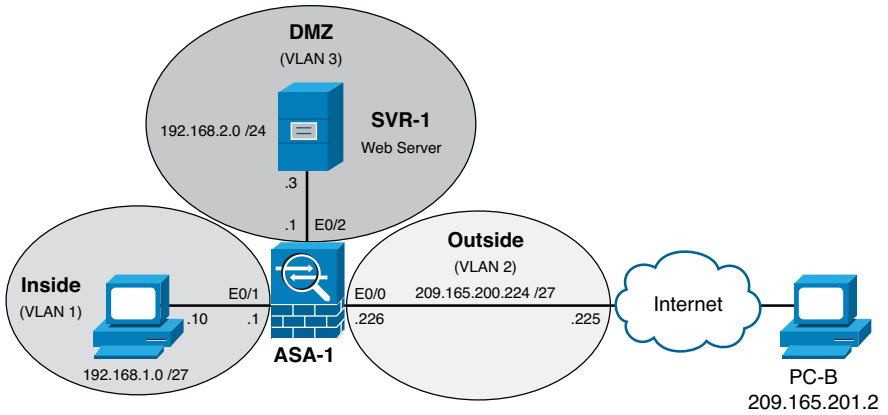 DMZ
(VLAN 3)
192.168.2.0 /24
SVR-1
Web Server
.3
.1
E0/2
Inside
(VLAN 1)
.10
E0/1
.1
192.168.1.0 /27
ASA-1
Outside
(VLAN 2)
E0/0
209.165.200.224 /27
.226
.225
Internet
PC-B
209.165.201.2